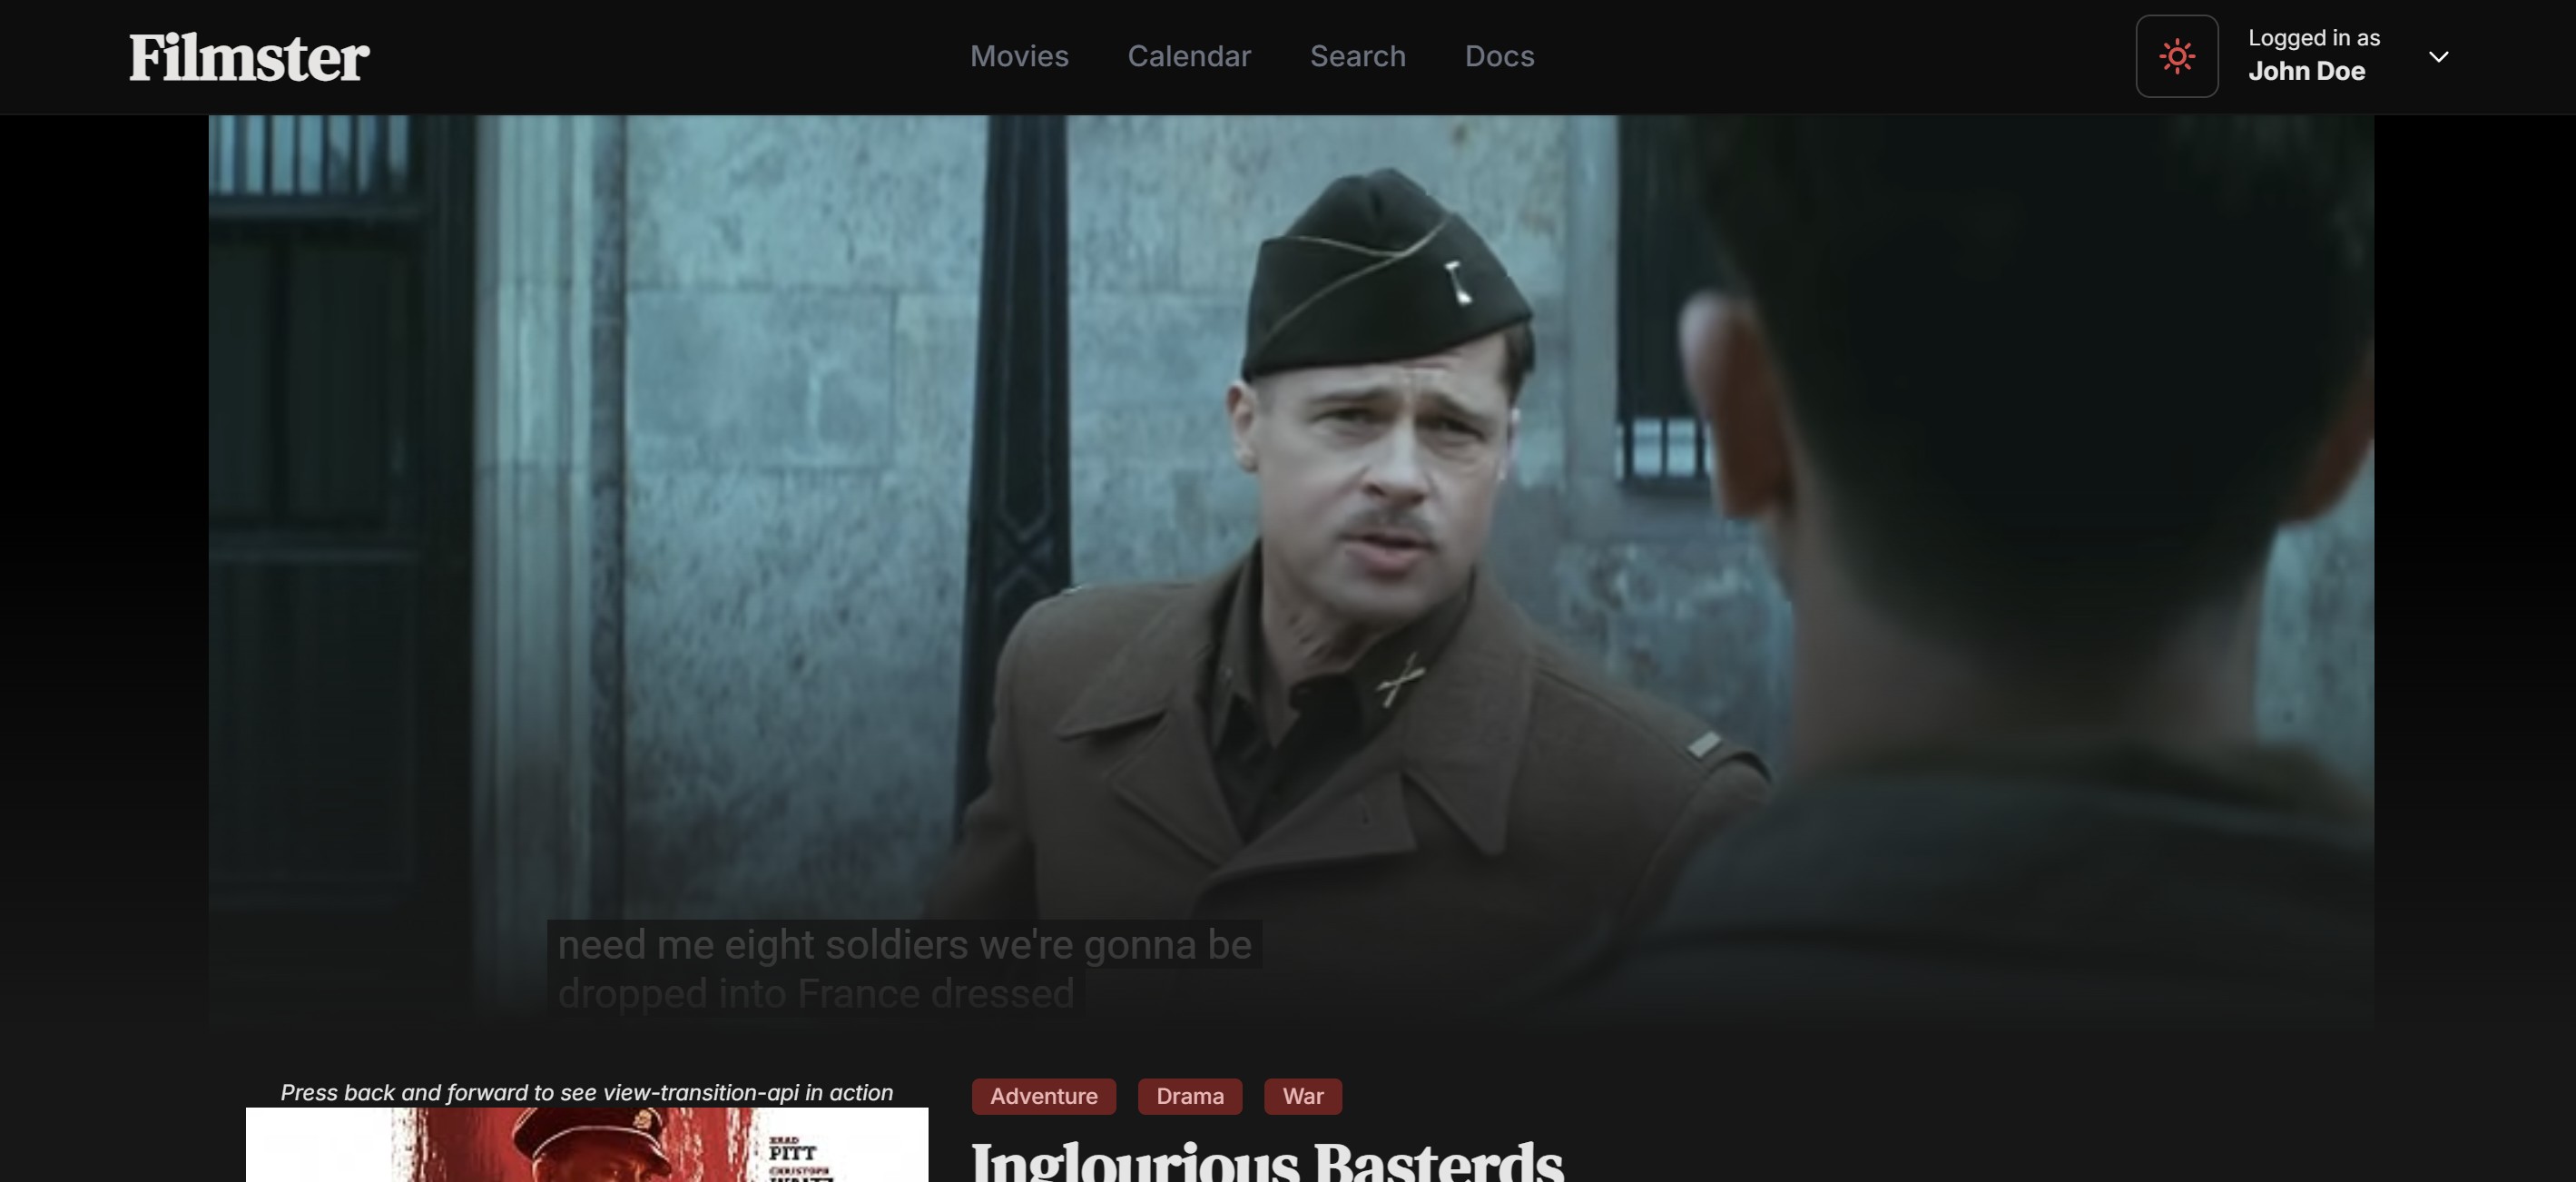 Filmster
Movies Calendar Search Docs
Logged in as
John Doe
need me eight soldiers we're gonna be
dropped into France dressed
Press back and forward to see view-transition-api in action
Adventure Drama War
BRAD
PITT
CHRISTOPH
WALTZ
Inglourious Basterds